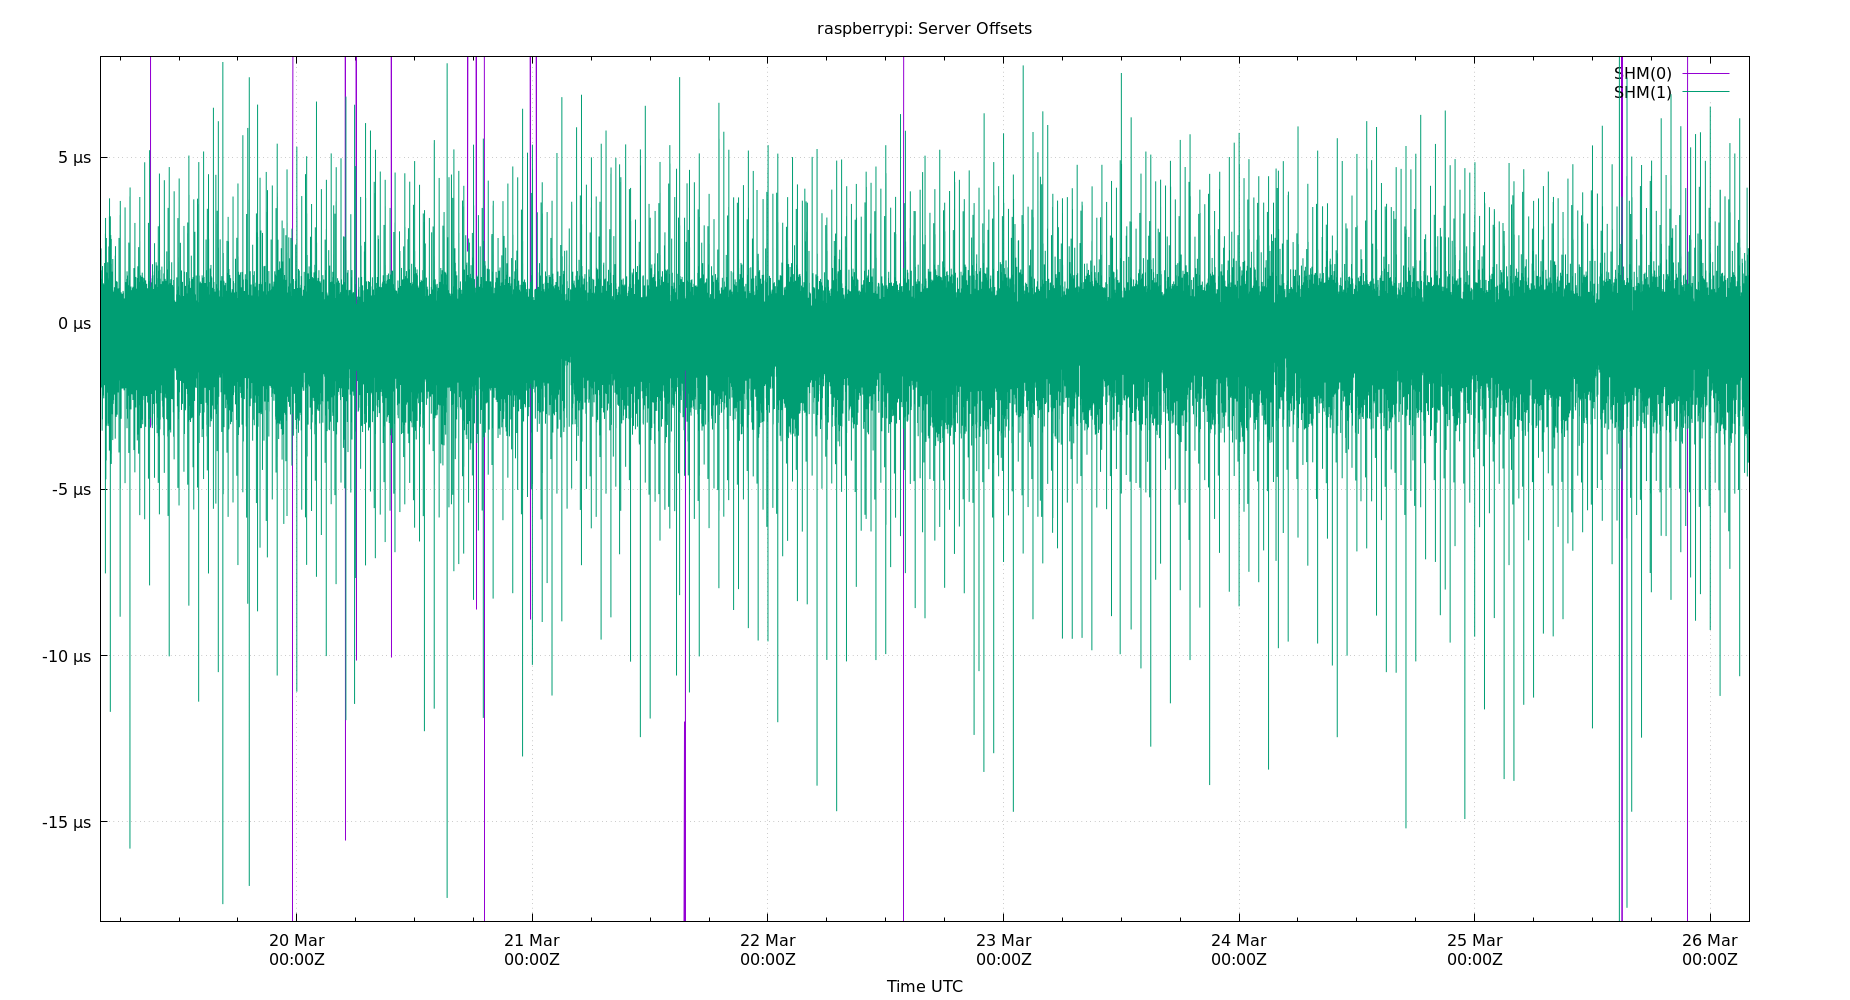 raspberrypi: Server Offsets
SHM(0)
SHM(1)
5 µs
0 µs
-5 µs
-10 µs
-15 µs
20 Mar 21 Mar 22 Mar 23 Mar 24 Mar 25 Mar 26 Mar
00:00Z 00:00Z 00:00Z 00:00Z 00:00Z 00:00Z 00:00Z
Time UTC